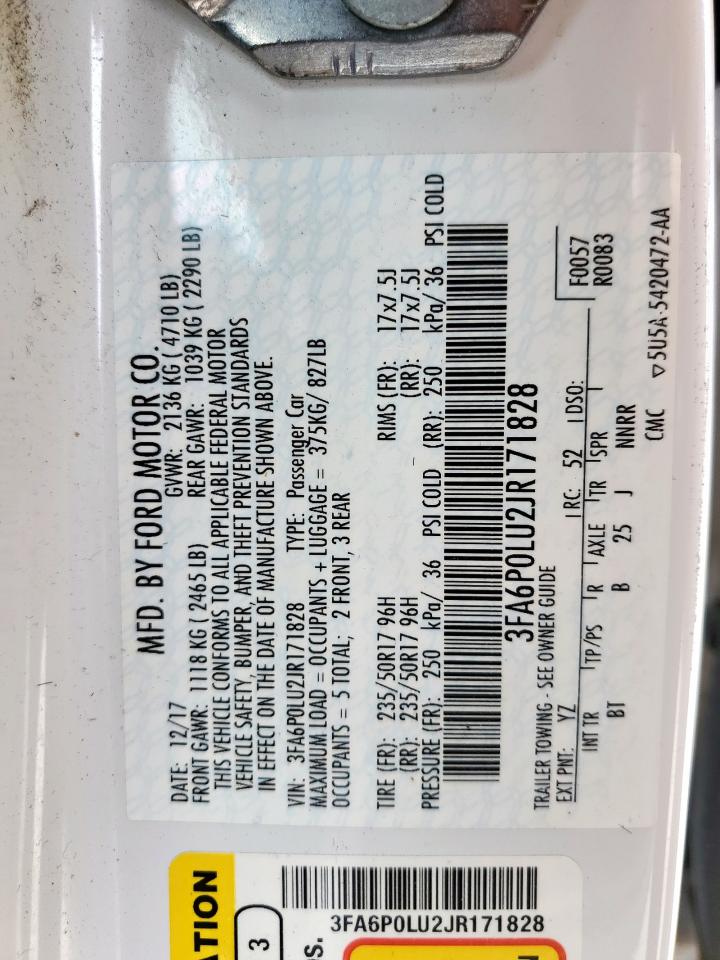 MFD. BY FORD MOTOR CO.
DATE: 12/17 GVWR: 2136 KG ( 4710 LB)
FRONT GAWR: 1118 KG ( 2465 LB) REAR GAWR: 1039 KG ( 2290 LB)
THIS VEHICLE CONFORMS TO ALL APPLICABLE FEDERAL MOTOR
VEHICLE SAFETY, BUMPER, AND THEFT PREVENTION STANDARDS
IN EFFECT ON THE DATE OF MANUFACTURE SHOWN ABOVE.
VIN: 3FA6P0LU2JR171828 TYPE: Passenger Car
MAXIMUM LOAD = OCCUPANTS + LUGGAGE = 375KG/ 827LB
OCCUPANTS = 5 TOTAL; 2 FRONT, 3 REAR
TIRE (FR): 235/50R17 96H RIMS (FR): 17x7.5J
(RR): 235/50R17 96H (RR): 17x7.5J
PRESSURE (FR): 250 kPa/ 36 PSI COLD (RR): 250 kPa/ 36 PSI COLD
3FA6P0LU2JR171828
TRAILER TOWING - SEE OWNER GUIDE
EXT PNT: YZ RC: 52 DSO: F0057
INT TR TP/PS R AXLE TR SPR R0083
BT B 25 J NNRR
CMC ▽5U5A-5420472-AA
ATION
3
3FA6P0LU2JR171828